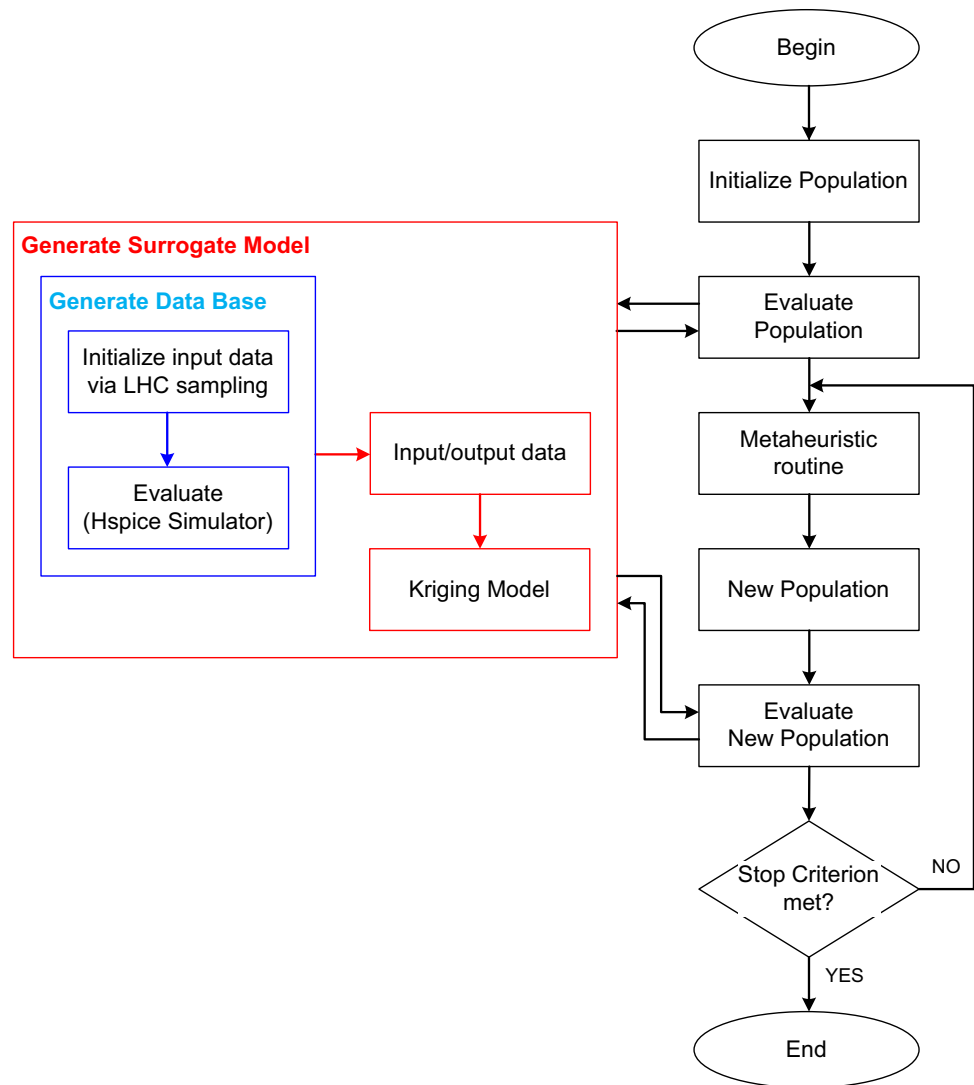 Begin
Initialize Population
Generate Surrogate Model
Generate Data Base
Initialize input data
via LHC sampling
Evaluate
(Hspice Simulator)
Input/output data
Kriging Model
Evaluate
Population
Metaheuristic
routine
New Population
Evaluate
New Population
Stop Criterion
met?
NO
YES
End